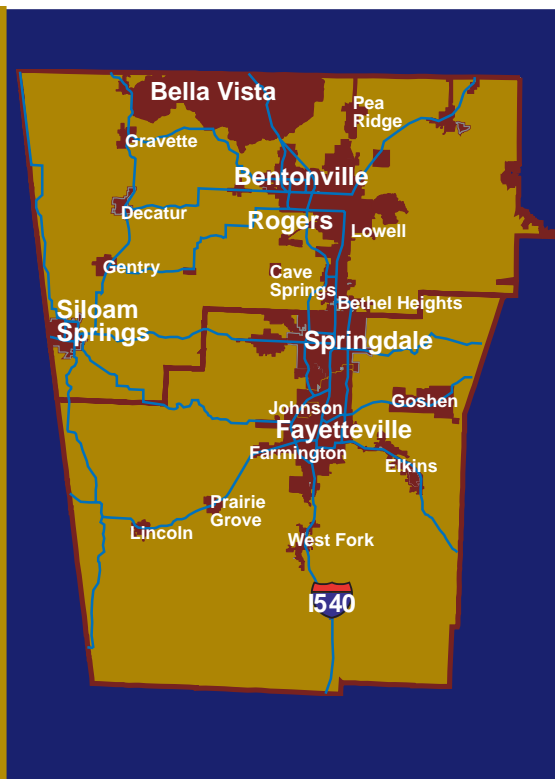 Bella Vista
Pea
Ridge
Gravette
Bentonville
Decatur
Rogers
Lowell
Gentry
Cave
Springs
Bethel Heights
Siloam
Springs
Springdale
Johnson
Goshen
Fayetteville
Farmington
Elkins
Prairie
Grove
Lincoln
West Fork
I540